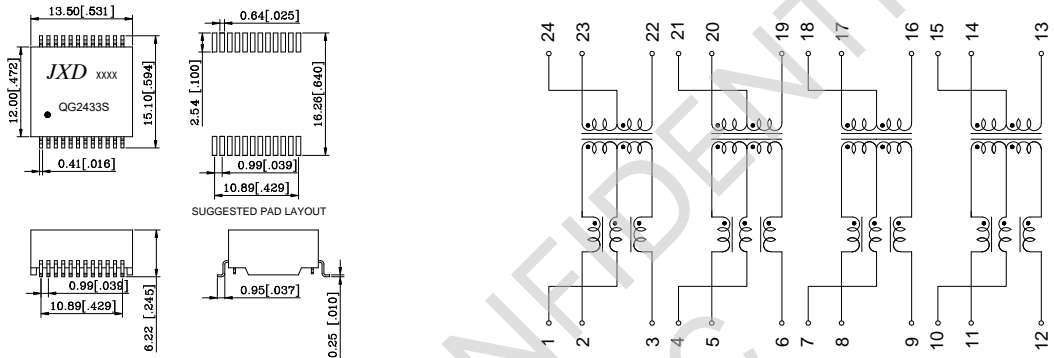 13.50[.531]
12.00[.472]
15.10[.594]
JXD xxxx
QG2433S
0.41[.016]
0.64[.025]
2.54 [.100]
16.26[.640]
0.99[.039]
10.89[.429]
SUGGESTED PAD LAYOUT
0.99[.039]
10.89[.429]
6.22 [.245]
0.95[.037]
0.25 [.010]
24 23 22 21 20 19 18 17 16 15 14 13
1 2 3 4 5 6 7 8 9 10 11 12